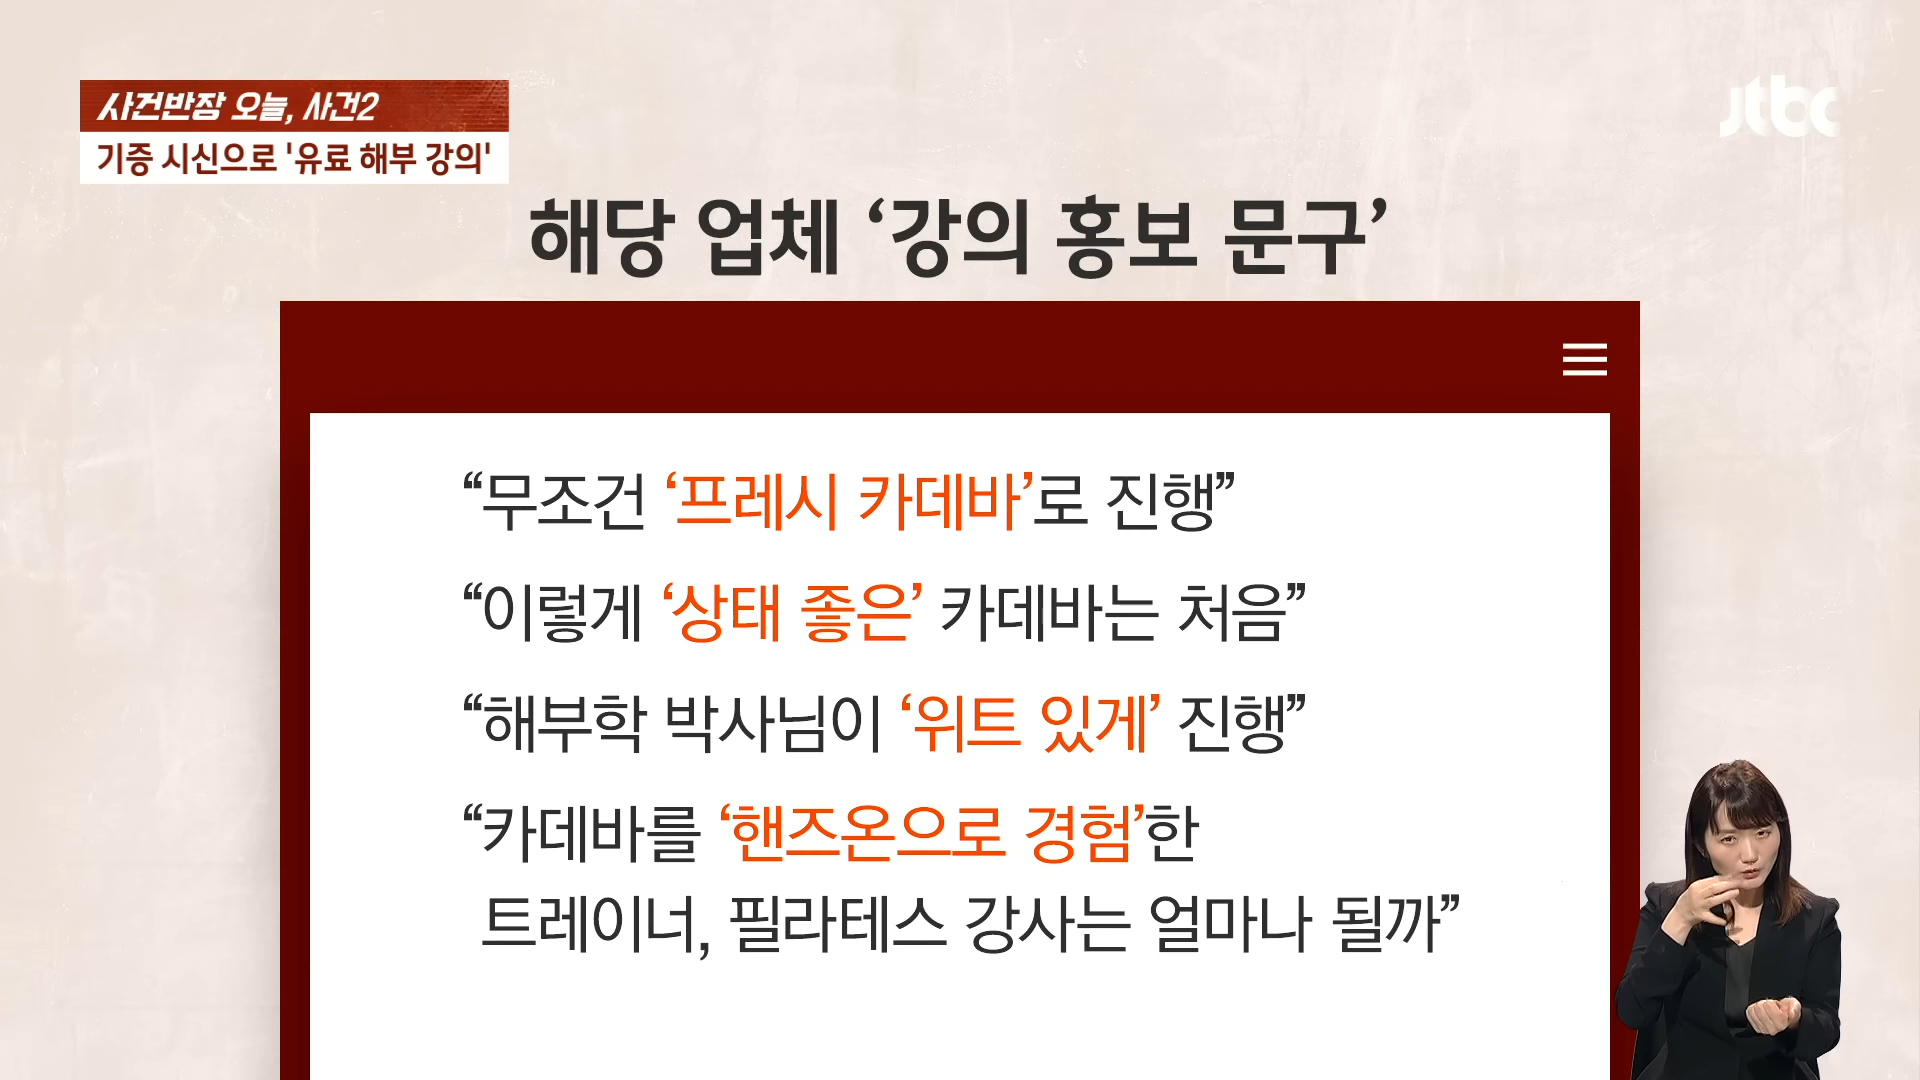 사건반장 오늘, 사건2
기증 시신으로 '유료 해부 강의'
jtbc
해당 업체 ‘강의 홍보 문구’
“무조건 ‘프레시 카데바’로 진행”
“이렇게 ‘상태 좋은’ 카데바는 처음”
“해부학 박사님이 ‘위트 있게’ 진행”
“카데바를 ‘핸즈온으로 경험’한
트레이너, 필라테스 강사는 얼마나 될까”